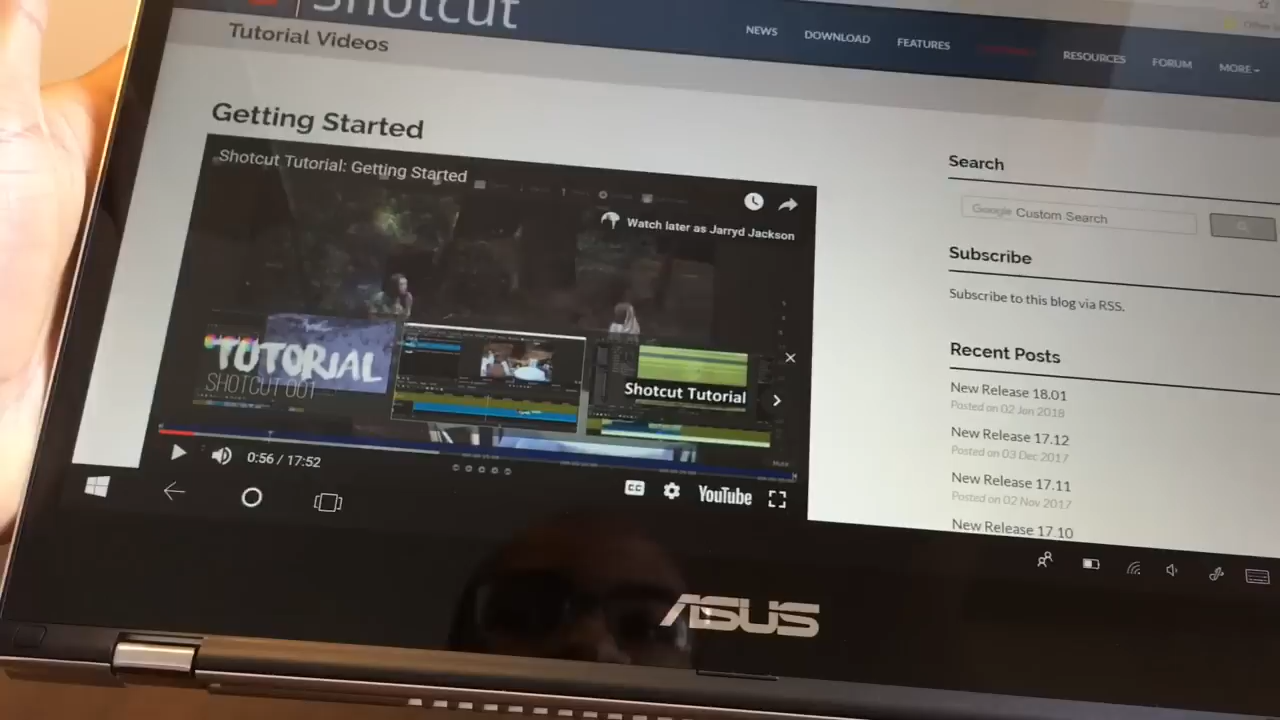 Shotcut
Tutorial Videos
NEWS
DOWNLOAD
FEATURES
RESOURCES
FORUM
MORE
Getting Started
Shotcut Tutorial: Getting Started
Watch later as Jarryd Jackson
TUTORIAL
SHOTCUT 001
Shotcut Tutorial
0:56 / 17:52
CC
YouTube
Search
Google Custom Search
Subscribe
Subscribe to this blog via RSS.
Recent Posts
New Release 18.01
Posted on 02 Jan 2018
New Release 17.12
Posted on 03 Dec 2017
New Release 17.11
Posted on 02 Nov 2017
New Release 17.10
ASUS